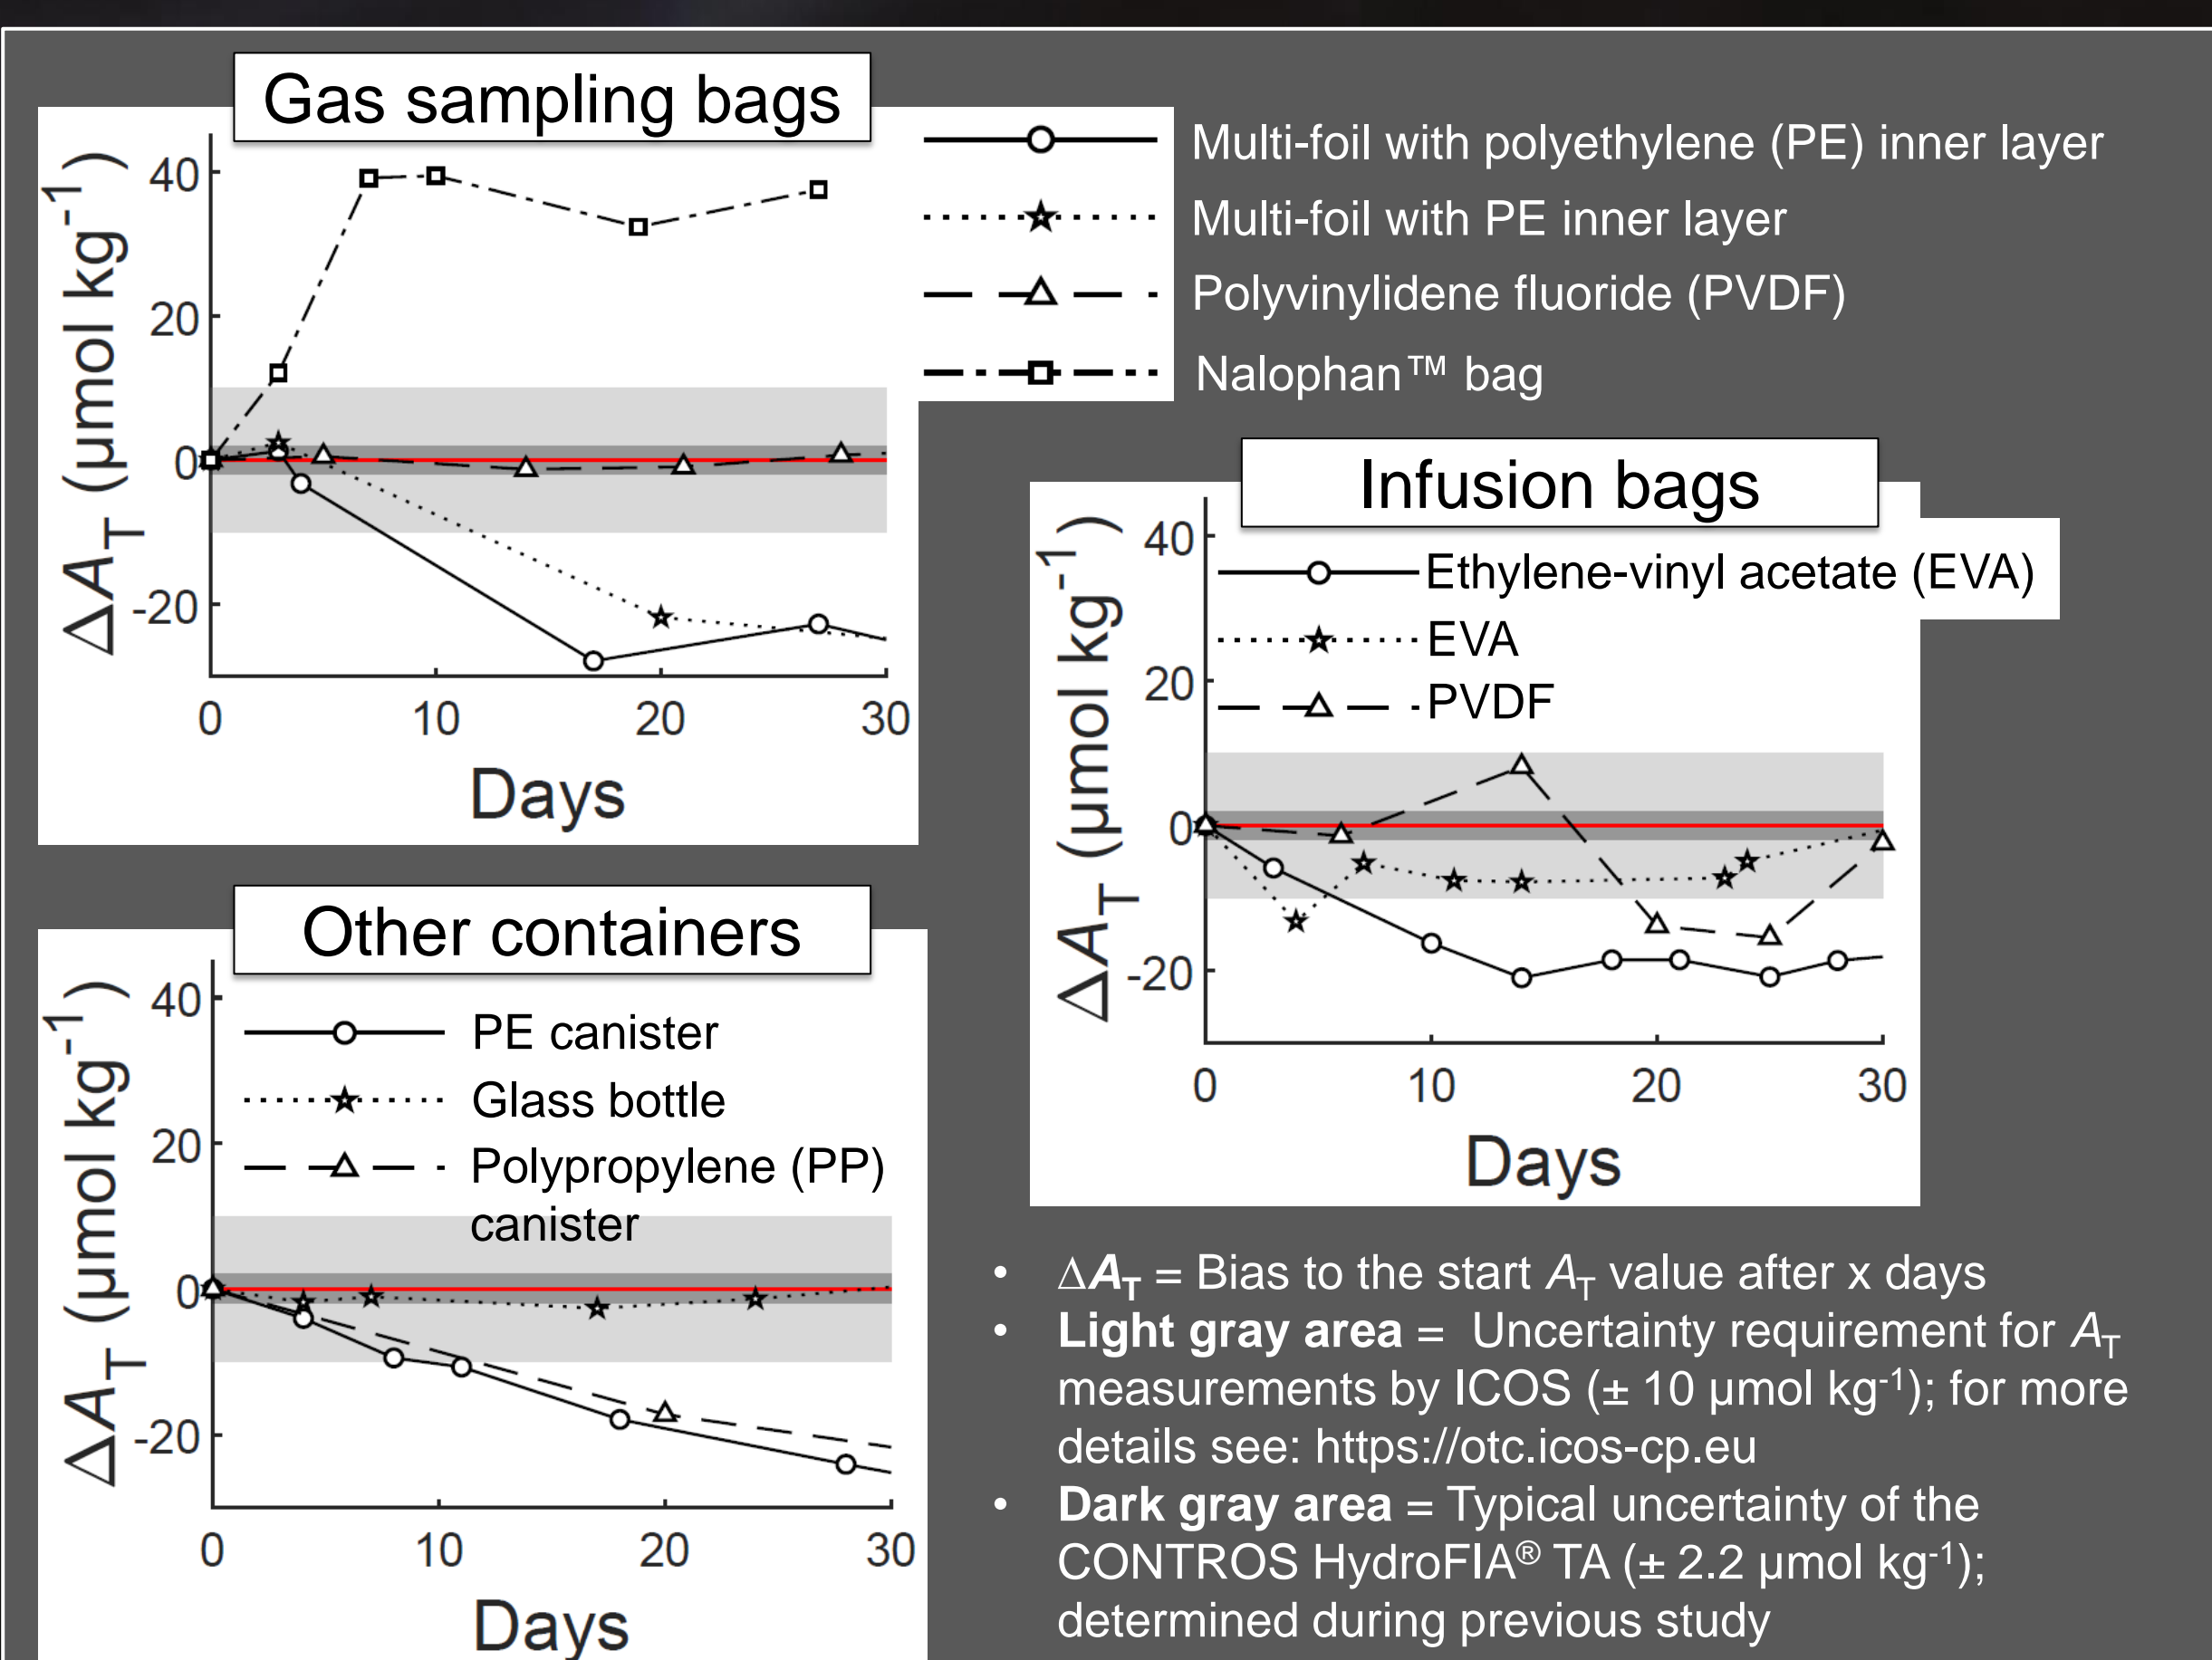 Gas sampling bags
40
20
0
-20
ΔA_T (µmol kg⁻¹)
0 10 20 30
Days
Multi-foil with polyethylene (PE) inner layer
Multi-foil with PE inner layer
Polyvinylidene fluoride (PVDF)
Nalophan™ bag
Infusion bags
40
20
0
-20
ΔA_T (µmol kg⁻¹)
Ethylene-vinyl acetate (EVA)
EVA
PVDF
0 10 20 30
Days
Other containers
40
20
0
-20
ΔA_T (µmol kg⁻¹)
PE canister
Glass bottle
Polypropylene (PP)
canister
0 10 20 30
Days
• ΔA_T = Bias to the start A_T value after x days
• Light gray area = Uncertainty requirement for A_T
measurements by ICOS (± 10 µmol kg⁻¹); for more
details see: https://otc.icos-cp.eu
• Dark gray area = Typical uncertainty of the
CONTROS HydroFIA® TA (± 2.2 µmol kg⁻¹);
determined during previous study